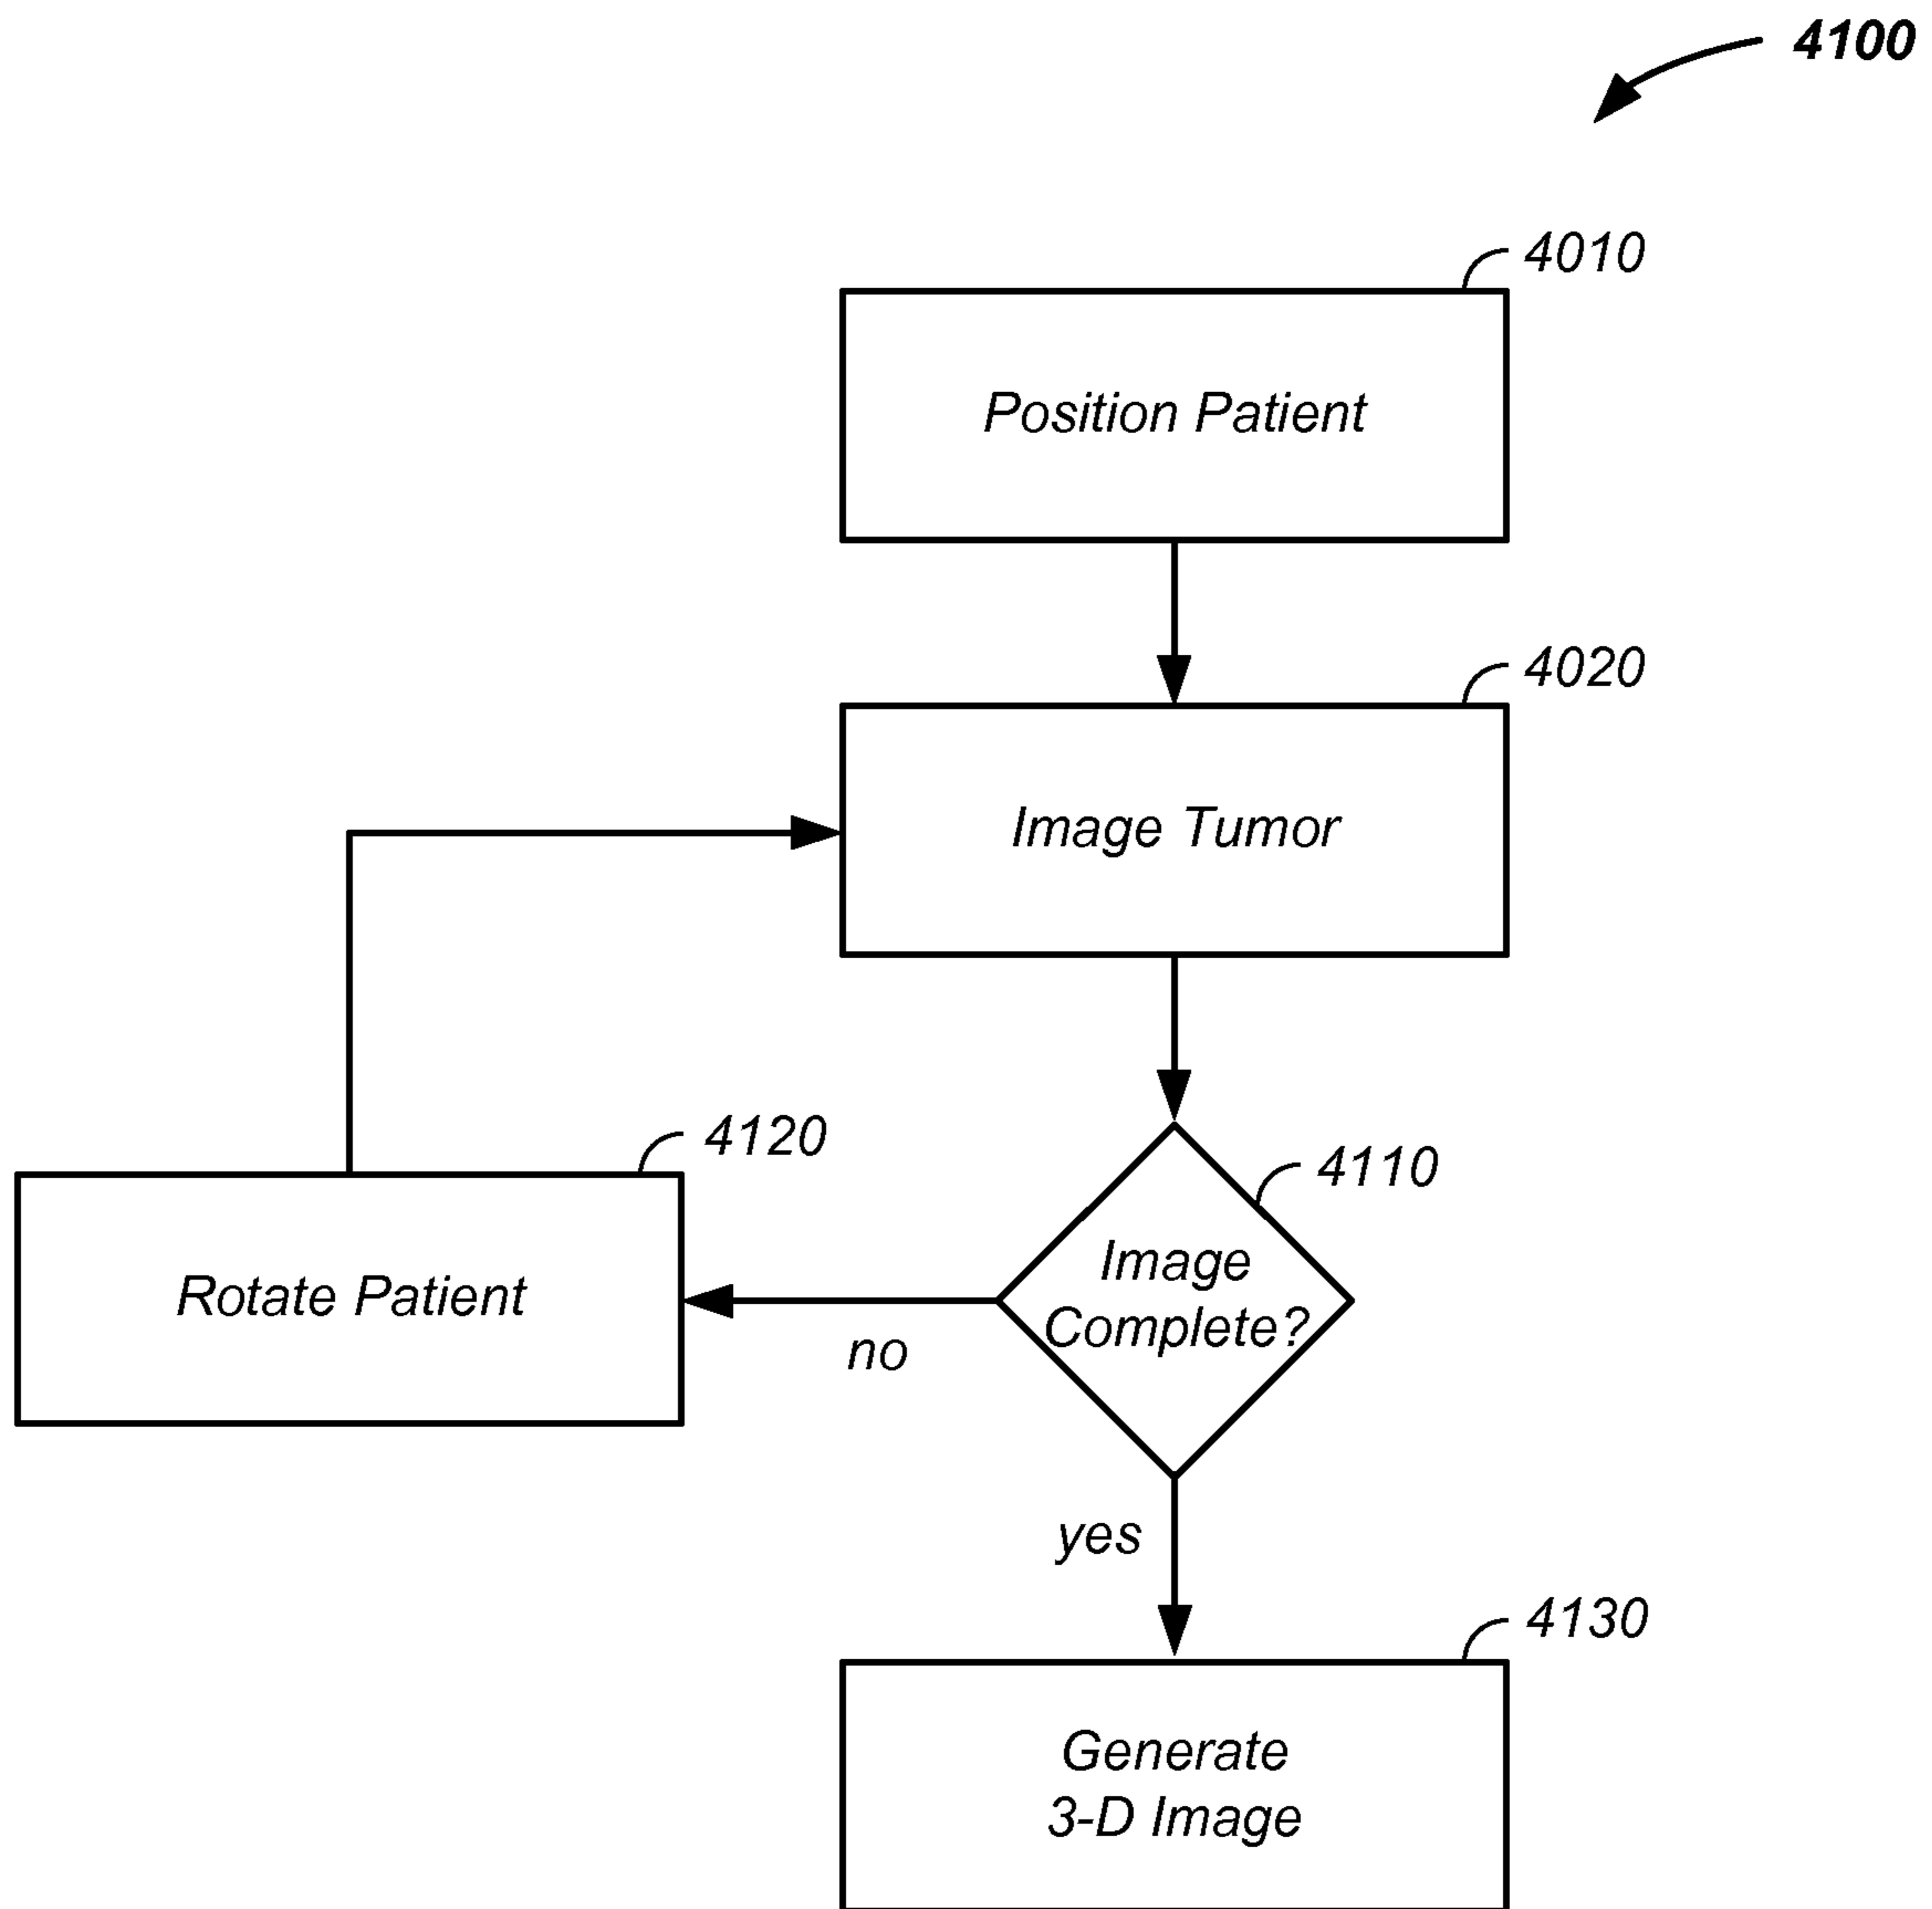 4100
4010
Position Patient
4020
Image Tumor
4120
4110
Rotate Patient
Image
Complete?
no
yes
4130
Generate
3-D Image